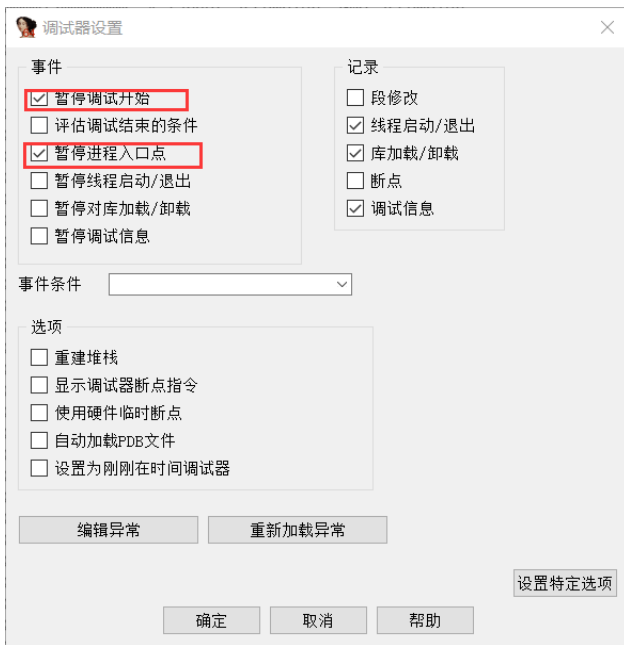 调试器设置
事件
暂停调试开始
评估调试结束的条件
暂停进程入口点
暂停线程启动/退出
暂停对库加载/卸载
暂停调试信息
记录
段修改
线程启动/退出
库加载/卸载
断点
调试信息
事件条件
选项
重建堆栈
显示调试器断点指令
使用硬件临时断点
自动加载PDB文件
设置为刚刚在时间调试器
编辑异常
重新加载异常
设置特定选项
确定
取消
帮助